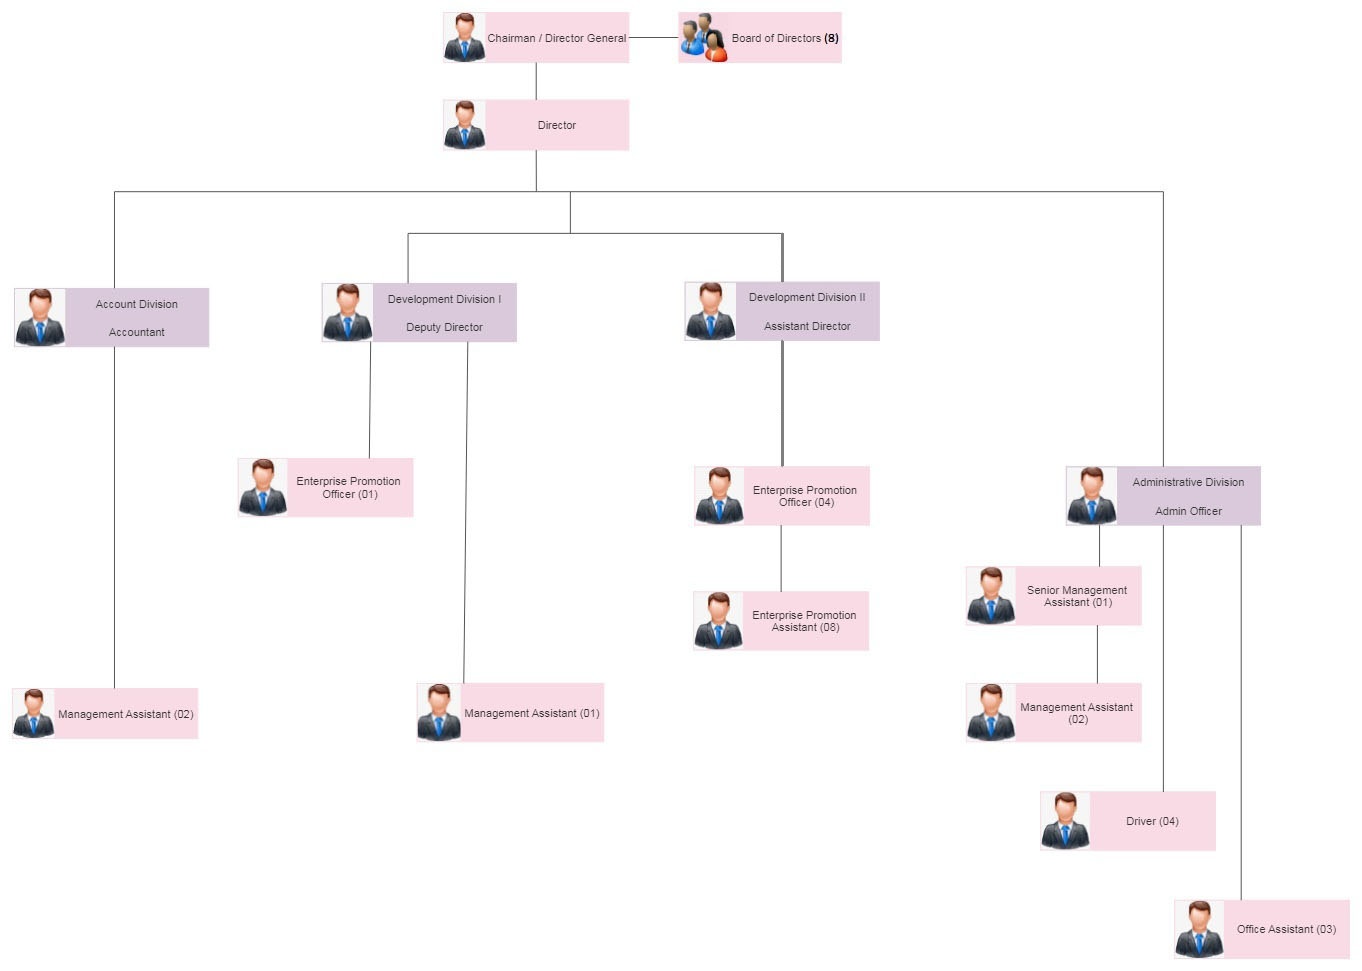 Chairman / Director General
Board of Directors (8)
Director
Account Division
Accountant
Development Division I
Deputy Director
Development Division II
Assistant Director
Enterprise Promotion
Officer (01)
Enterprise Promotion
Officer (04)
Administrative Division
Admin Officer
Senior Management
Assistant (01)
Enterprise Promotion
Assistant (08)
Management Assistant (02)
Management Assistant (01)
Management Assistant
(02)
Driver (04)
Office Assistant (03)